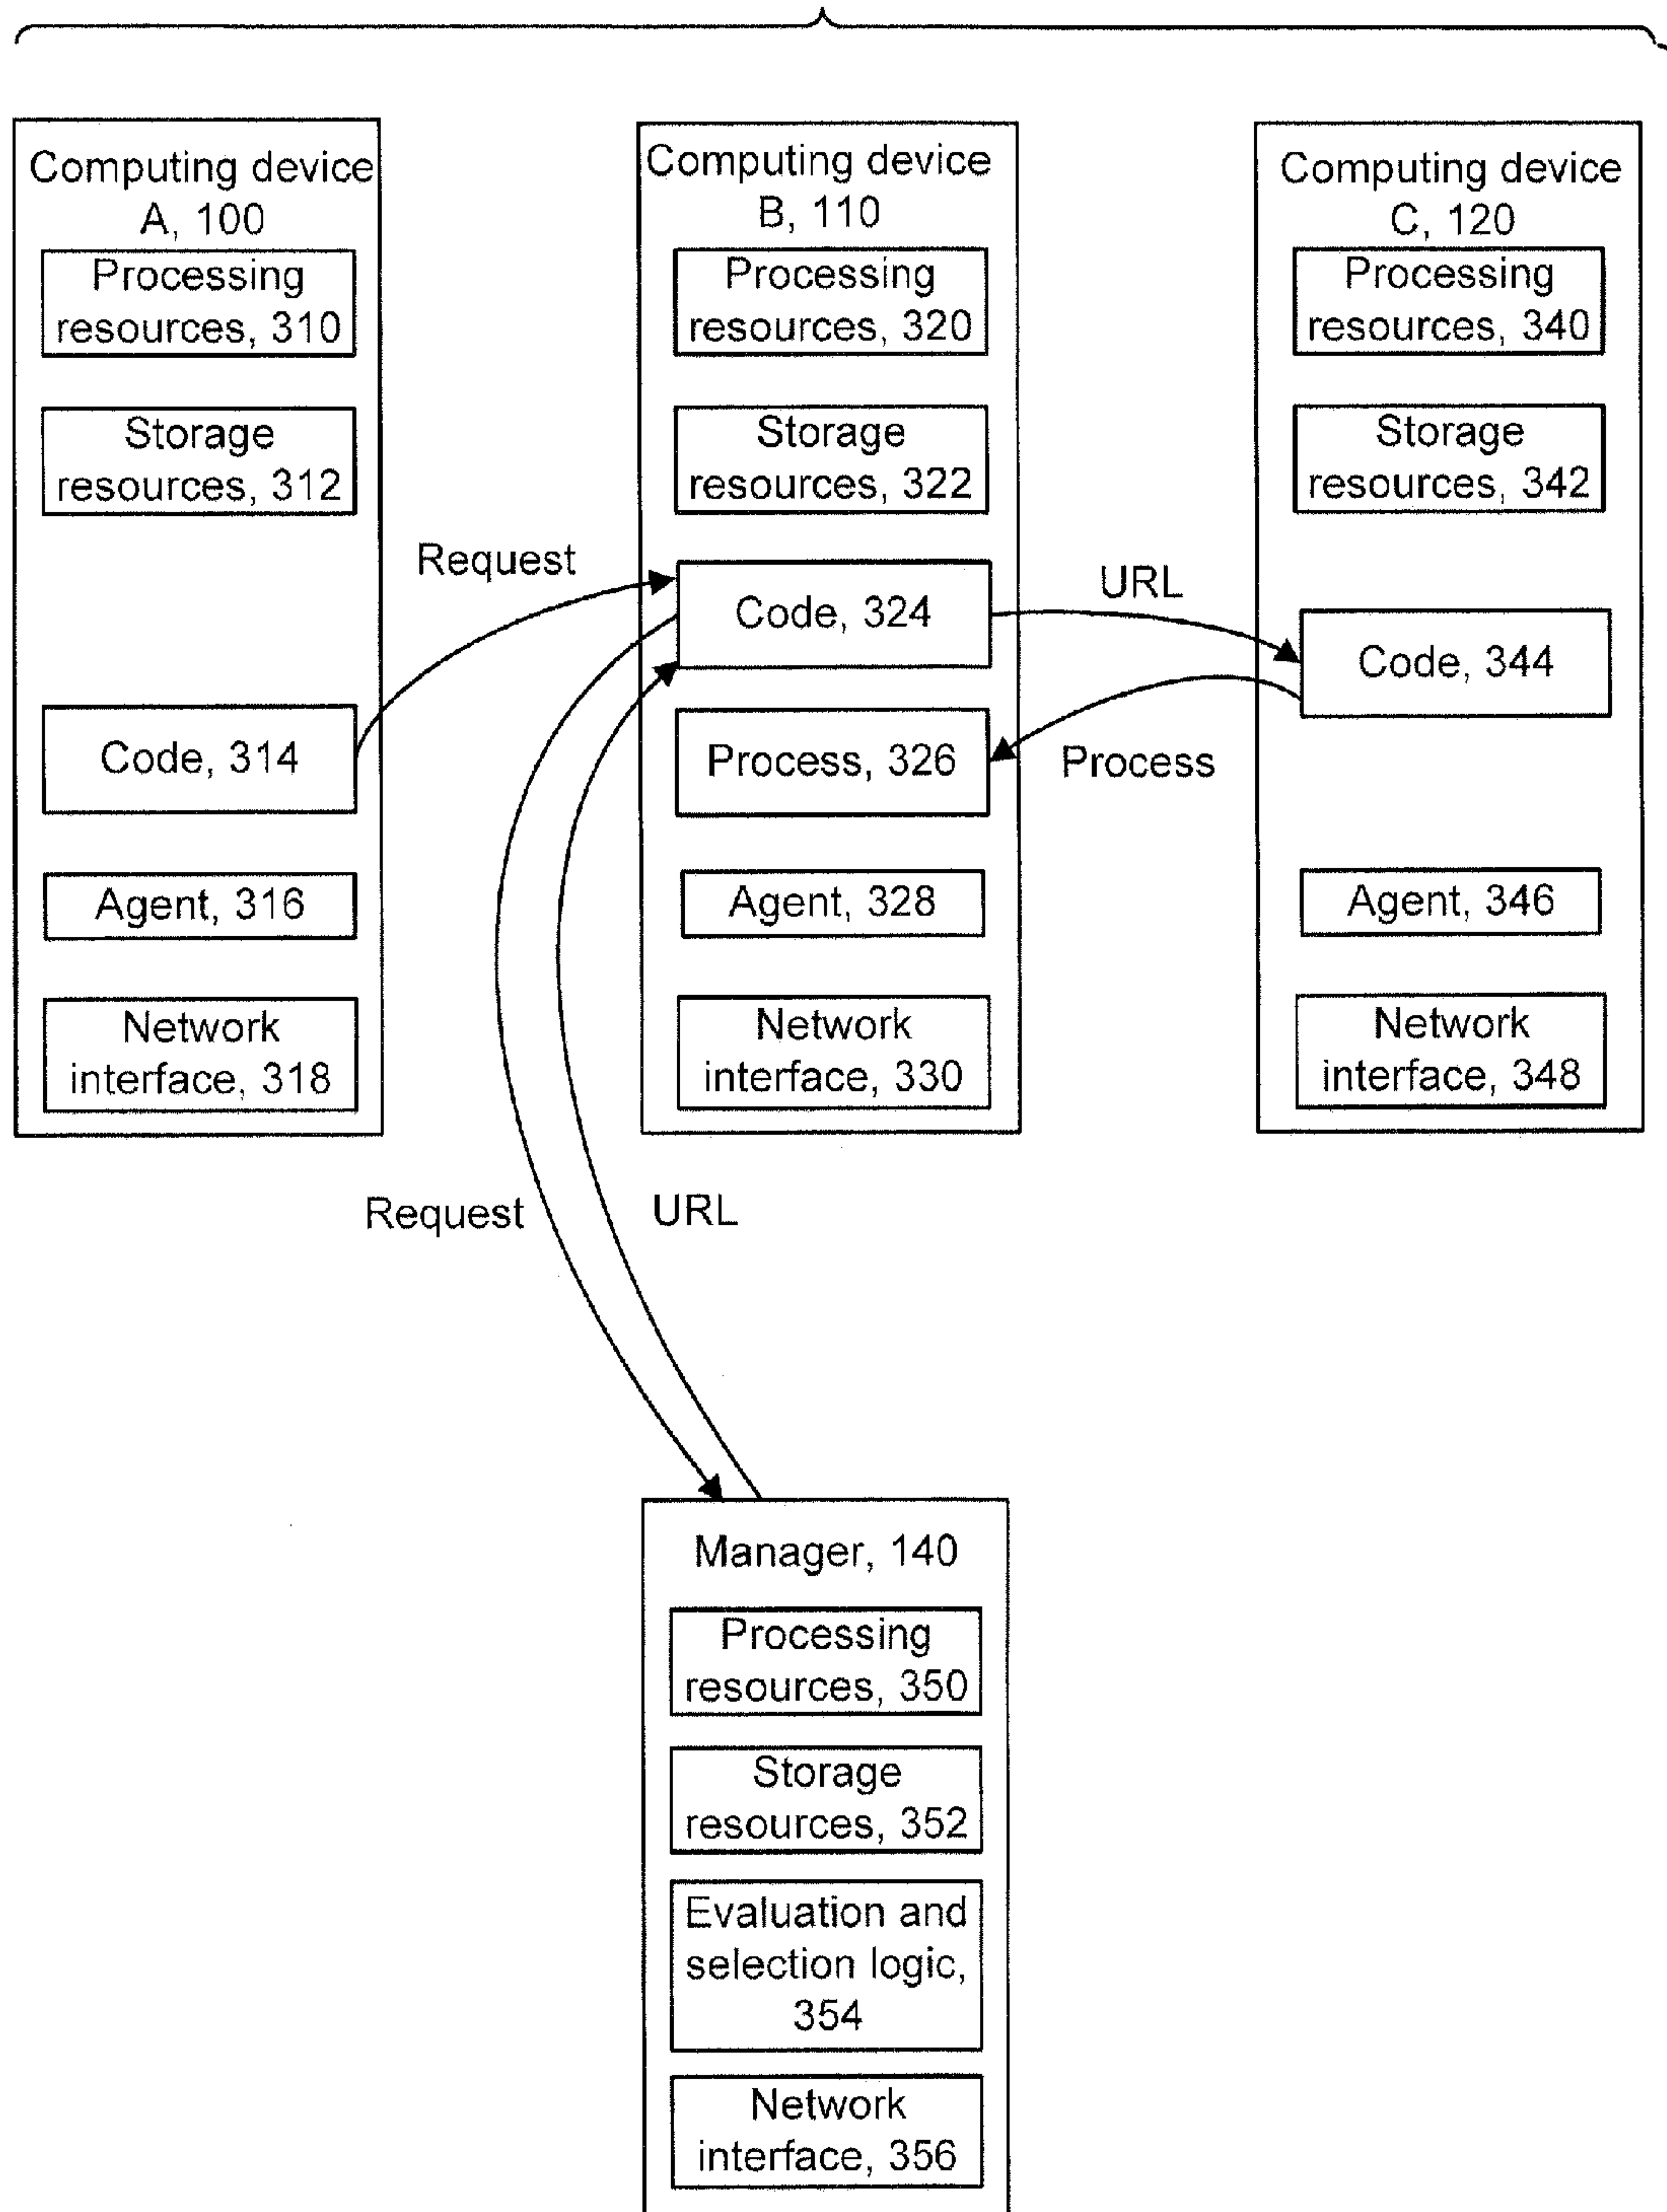 Computing device
A, 100
Processing
resources, 310
Storage
resources, 312
Code, 314
Agent, 316
Network
interface, 318
Request
Computing device
B, 110
Processing
resources, 320
Storage
resources, 322
Code, 324
Process, 326
Agent, 328
Network
interface, 330
URL
Process
Computing device
C, 120
Processing
resources, 340
Storage
resources, 342
Code, 344
Agent, 346
Network
interface, 348
Request
URL
Manager, 140
Processing
resources, 350
Storage
resources, 352
Evaluation and
selection logic,
354
Network
interface, 356